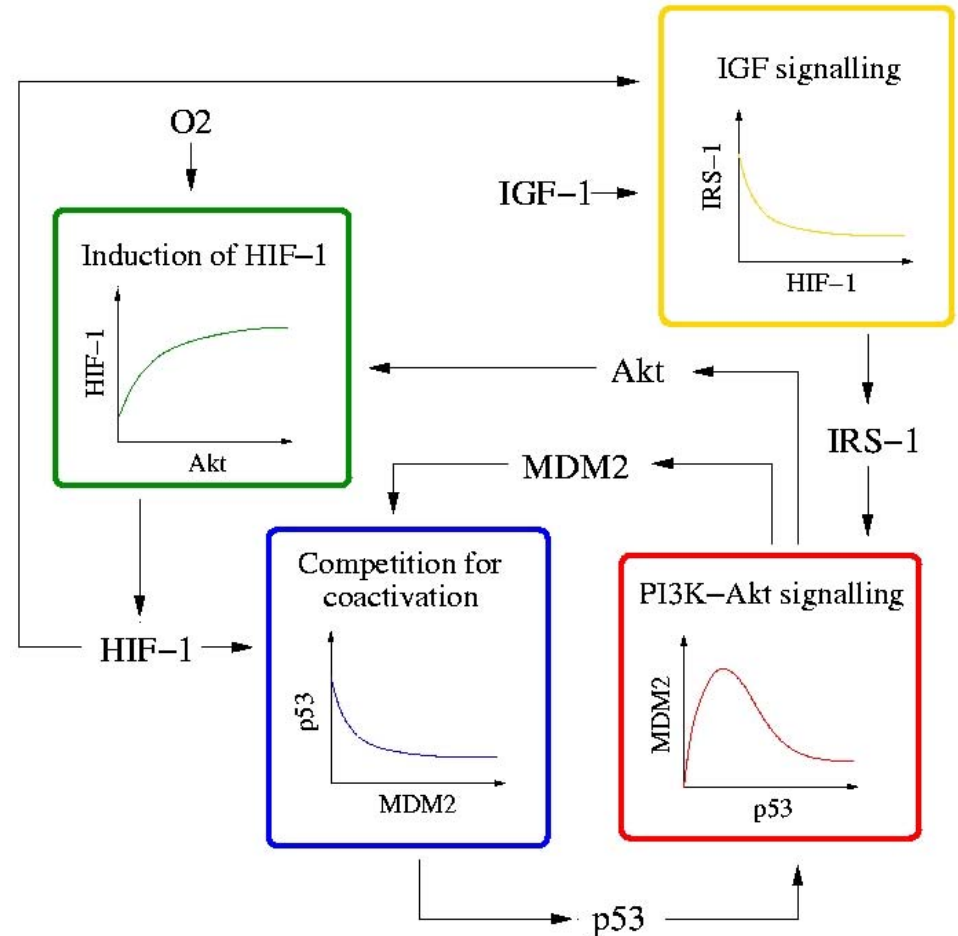 IGF signalling
IRS−1
HIF−1
O2
IGF−1
Induction of HIF−1
HIF−1
Akt
Akt
IRS−1
MDM2
Competition for
coactivation
p53
MDM2
PI3K−Akt signalling
MDM2
p53
HIF−1
p53